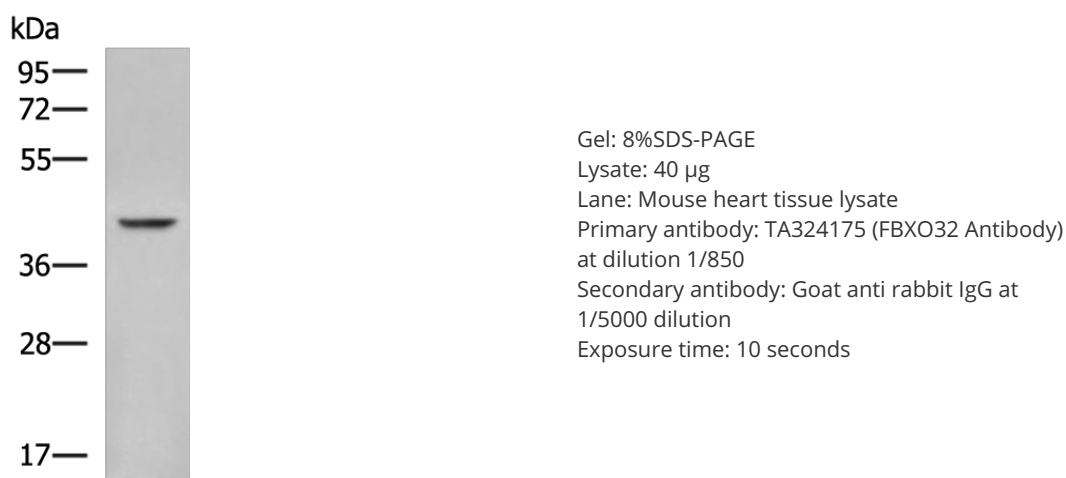 kDa
95
72
55
36
28
17
Gel: 8%SDS-PAGE
Lysate: 40 µg
Lane: Mouse heart tissue lysate
Primary antibody: TA324175 (FBXO32 Antibody)
at dilution 1/850
Secondary antibody: Goat anti rabbit IgG at
1/5000 dilution
Exposure time: 10 seconds